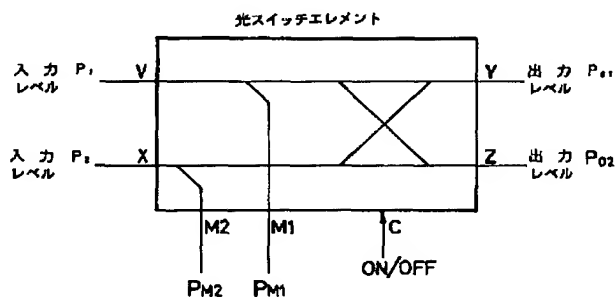 光スイッチエレメント
入力 P₁ V Y 出力 P₀₁
レベル レベル
入力 P₂ X Z 出力 P₀₂
レベル レベル
M2 M1 C
PM2 PM1 ON/OFF